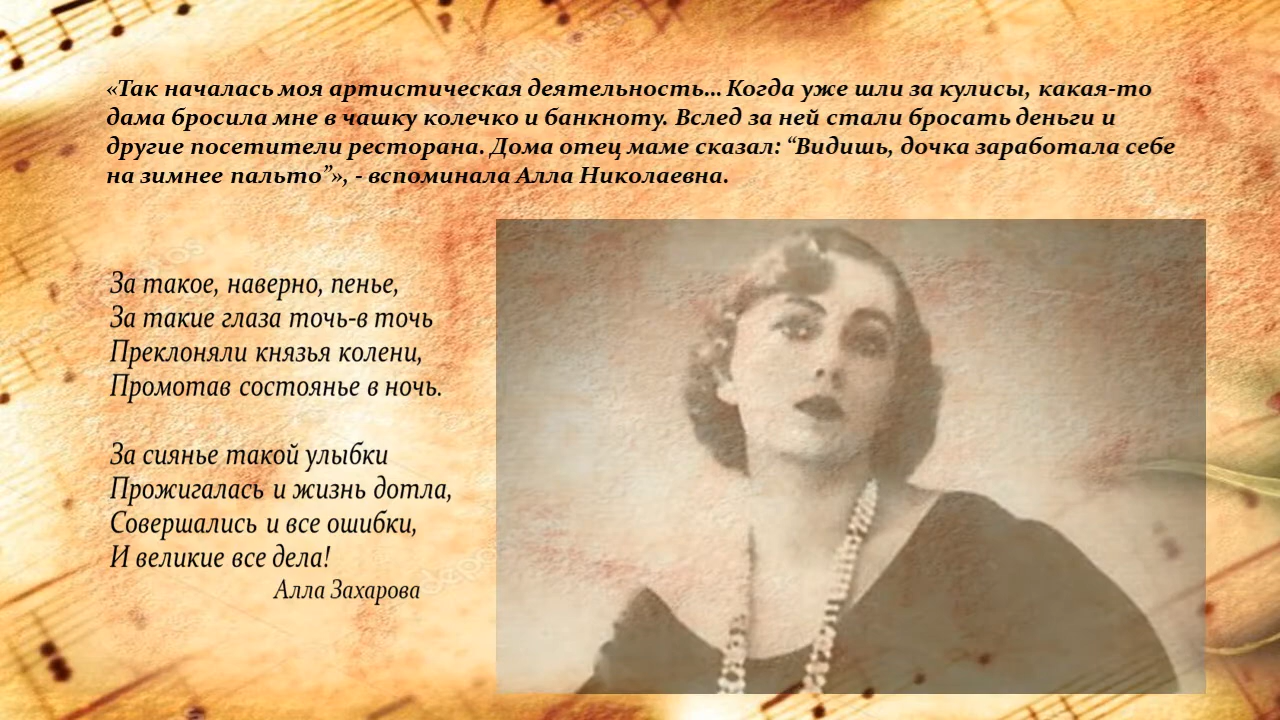 «Так началась моя артистическая деятельность... Когда уже шли за кулисы, какая-то
дама бросила мне в чашку колечко и банкноту. Вслед за ней стали бросать деньги и
другие посетители ресторана. Дома отец маме сказал: “Видишь, дочка заработала себе
на зимнее пальто”», - вспоминала Алла Николаевна.
За такое, наверно, пенье,
За такие глаза точь-в точь
Преклоняли князья колени,
Промотав состоянье в ночь.
За сиянье такой улыбки
Прожигалась и жизнь дотла,
Совершались и все ошибки,
И великие все дела!
Алла Захарова